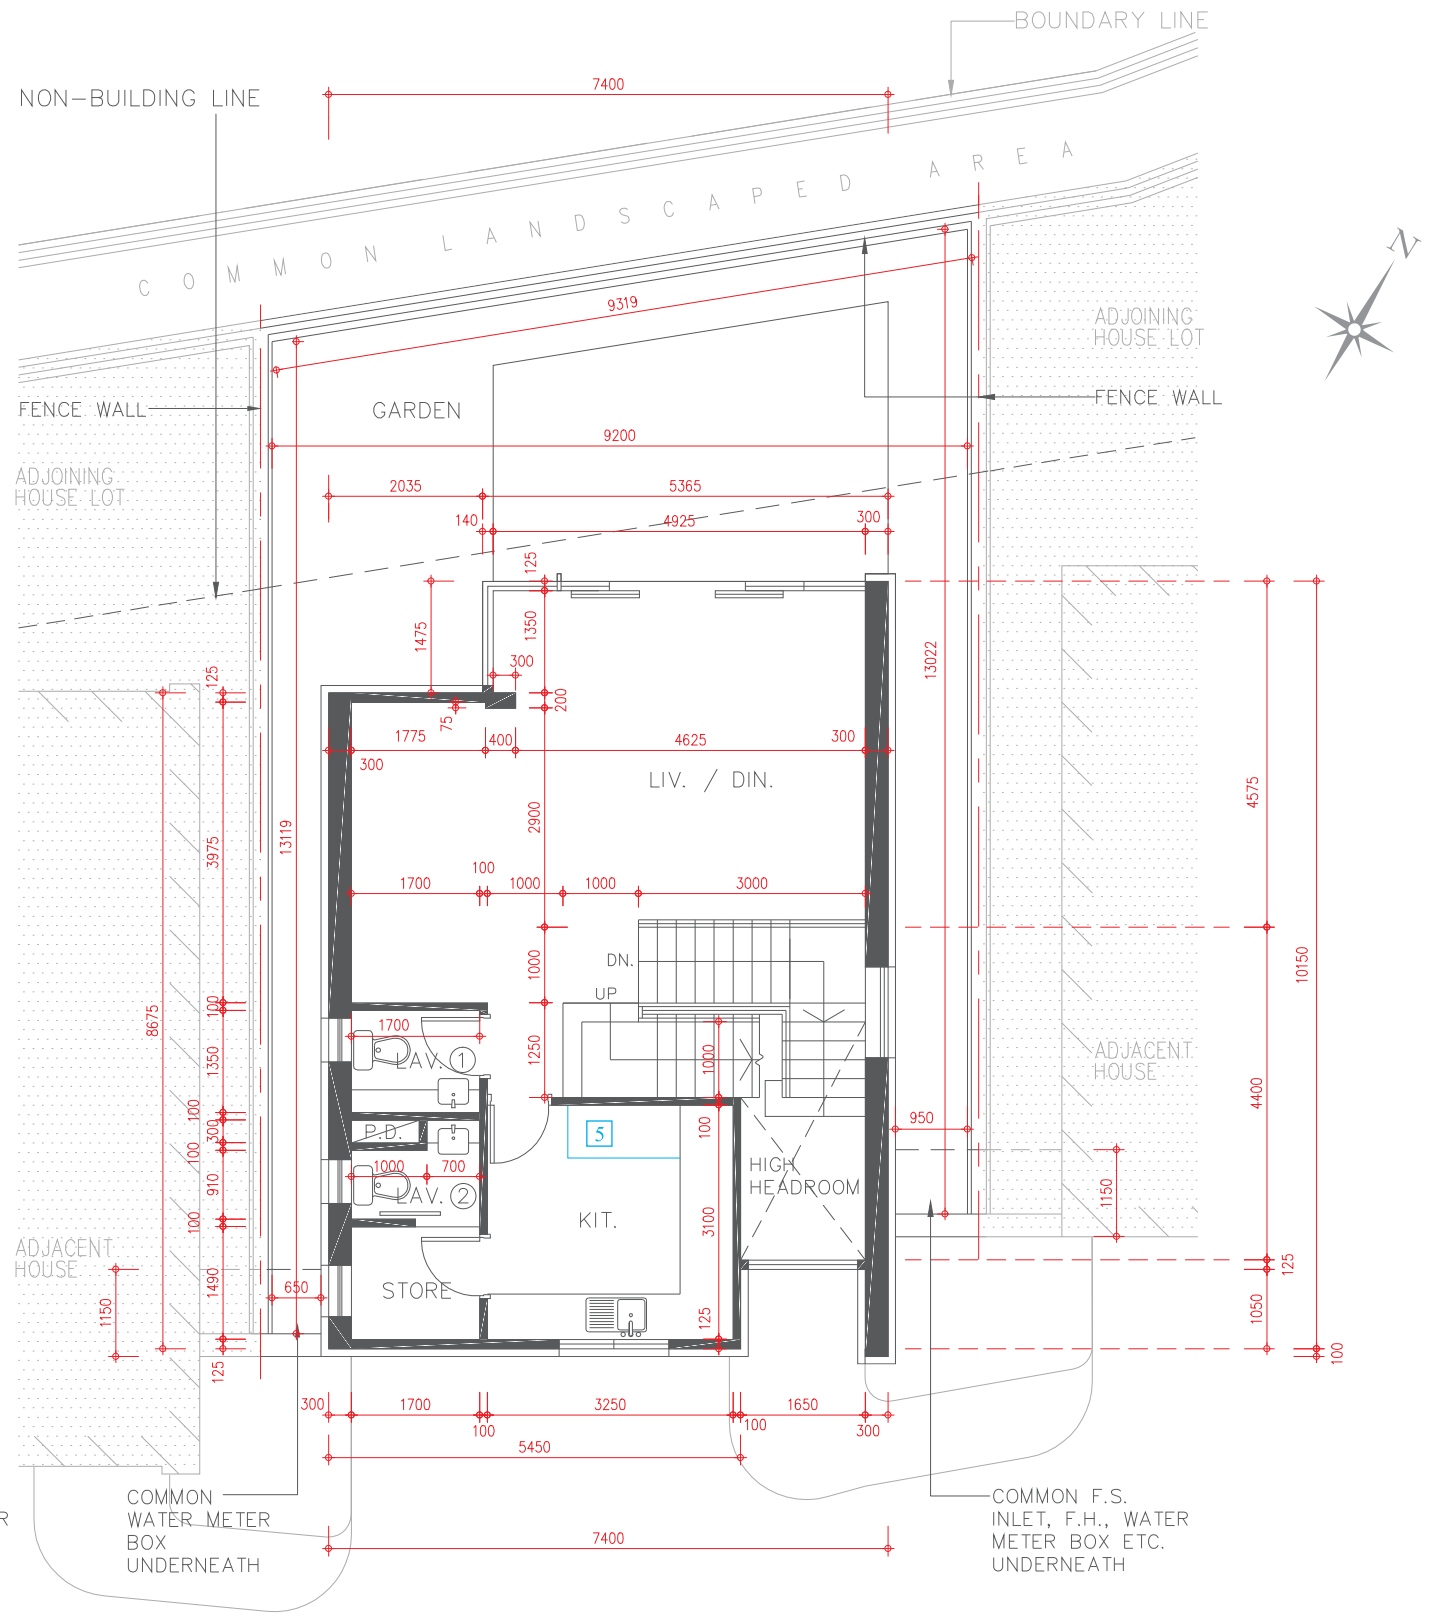 BOUNDARY LINE
7400
NON-BUILDING LINE
COMMON LANDSCAPED AREA
N
9319
ADJOINING
HOUSE LOT
FENCE WALL
GARDEN
FENCE WALL
9200
ADJOINING
HOUSE LOT
2035
5365
140
4925
300
125
1350
1475
300
13022
125
200
75
1775
400
4625
300
300
LIV. / DIN.
4575
2900
13119
3975
100
1700
1000
1000
3000
DN.
1000
10150
UP
100
8675
1700
1250
1000
LAV. 1
1350
ADJACENT
HOUSE
4400
100
300
P.D.
5
100
950
100
1000
700
HIGH
HEADROOM
910
LAV. 2
1150
100
KIT.
3100
ADJACENT
HOUSE
125
1490
650
STORE
1150
1050
125
125
100
300
1700
3250
1650
100
100
300
5450
COMMON
WATER METER
BOX
UNDERNEATH
R
COMMON F.S.
INLET, F.H., WATER
METER BOX ETC.
UNDERNEATH
7400